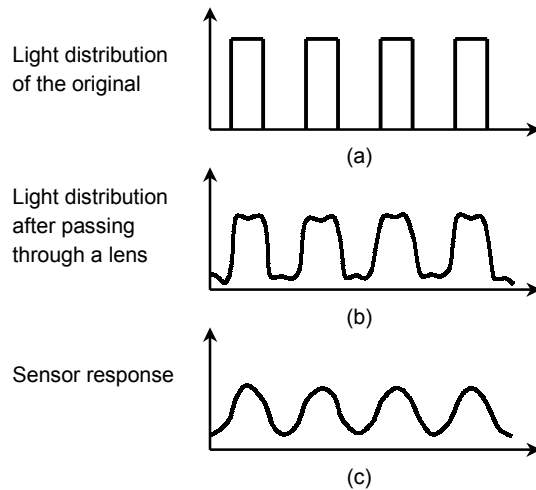 Light distribution
of the original
(a)
Light distribution
after passing
through a lens
(b)
Sensor response
(c)